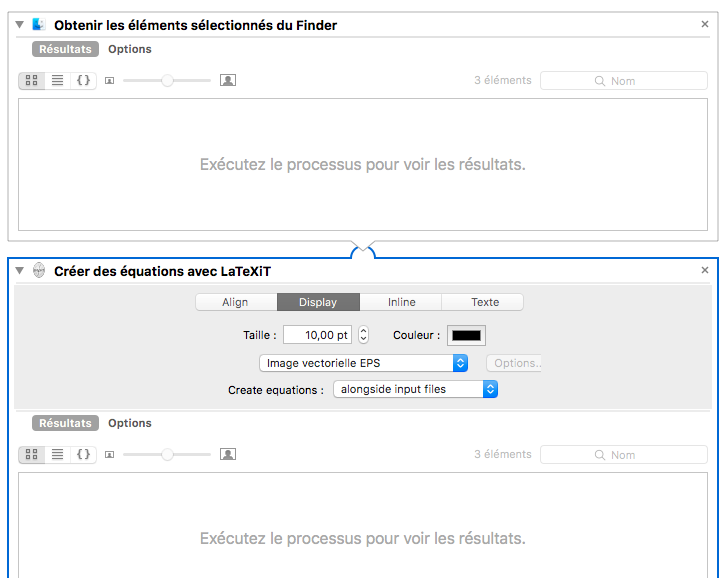 Obtenir les éléments sélectionnés du Finder
Résultats Options
3 éléments Nom
Exécutez le processus pour voir les résultats.
Créer des équations avec LaTeXiT
Align Display Inline Texte
Taille : 10,00 pt Couleur :
Image vectorielle EPS Options..
Create equations : alongside input files
Résultats Options
3 éléments Nom
Exécutez le processus pour voir les résultats.